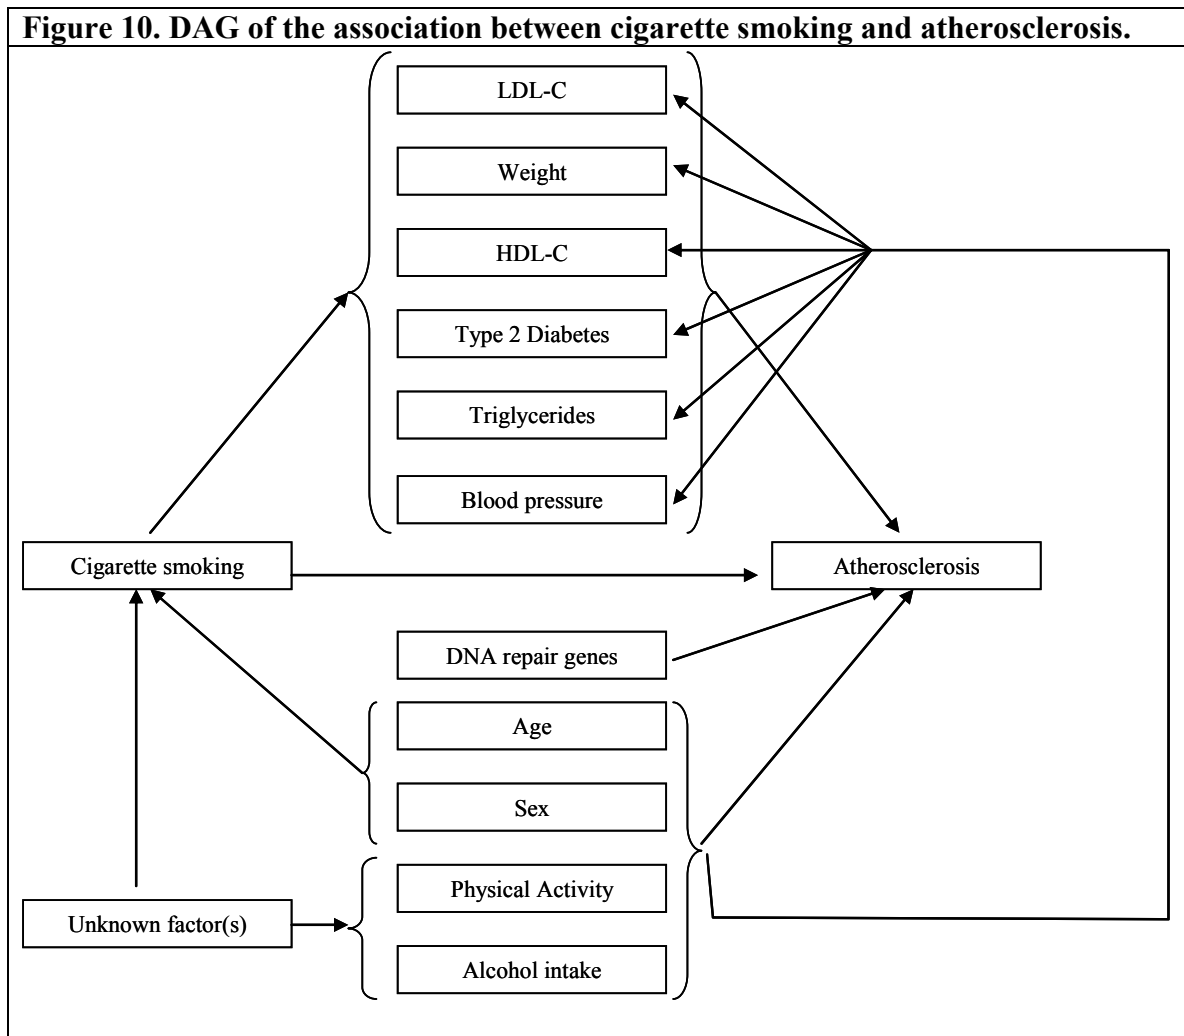 Figure 10. DAG of the association between cigarette smoking and atherosclerosis.
LDL-C
Weight
HDL-C
Type 2 Diabetes
Triglycerides
Blood pressure
Cigarette smoking
Atherosclerosis
DNA repair genes
Age
Sex
Physical Activity
Unknown factor(s)
Alcohol intake